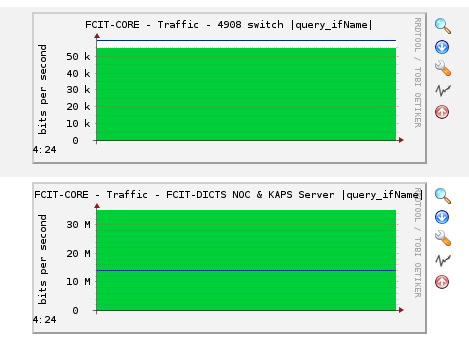 FCIT-CORE - Traffic - 4908 switch |query_ifName|
bits per second
50 k
40 k
30 k
20 k
10 k
0
4:24
RRDTOOL / TOBI OETIKER
FCIT-CORE - Traffic - FCIT-DICTS NOC & KAPS Server |query_ifName|
bits per second
30 M
20 M
10 M
0
4:24
RRDTOOL / TOBI OETIKER